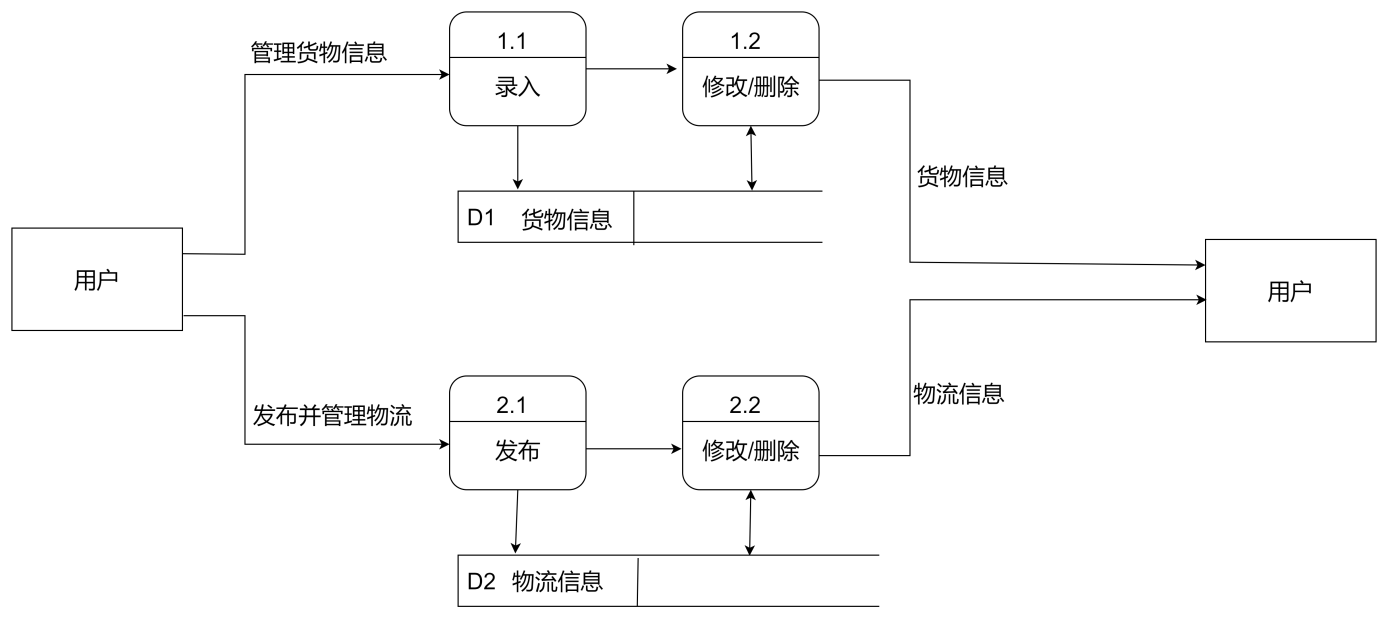 管理货物信息
1.1
录入
1.2
修改/删除
货物信息
D1 货物信息
用户
用户
发布并管理物流
2.1
发布
2.2
修改/删除
物流信息
D2 物流信息